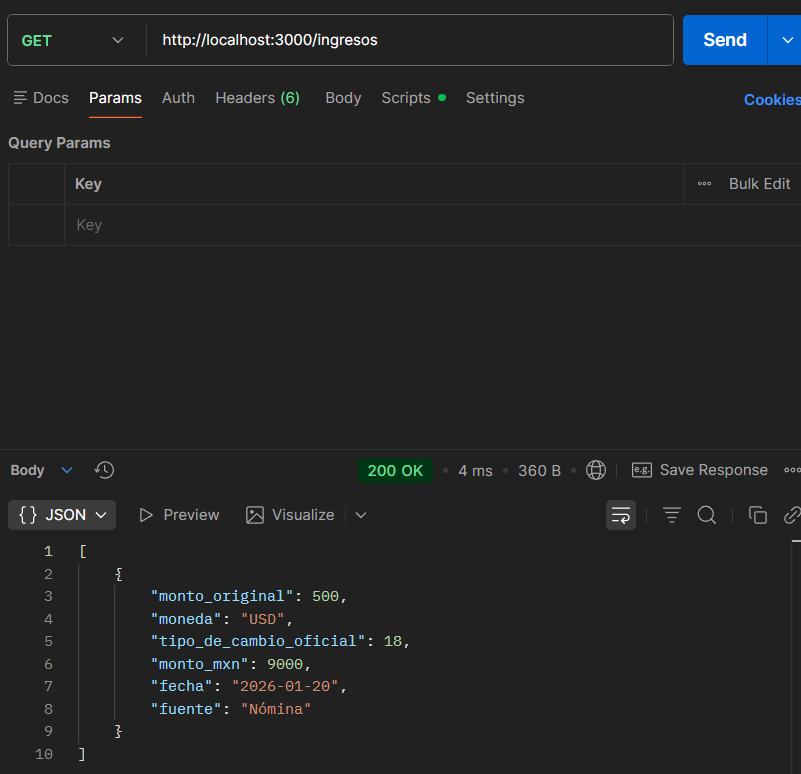 GET http://localhost:3000/ingresos Send
Docs Params Auth Headers (6) Body Scripts Settings Cookies
Query Params
Key Bulk Edit
Key
Body 200 OK 4 ms 360 B e.g. Save Response
{} JSON Preview Visualize
1 [
2 {
3 "monto_original": 500,
4 "moneda": "USD",
5 "tipo_de_cambio_oficial": 18,
6 "monto_mxn": 9000,
7 "fecha": "2026-01-20",
8 "fuente": "Nómina"
9 }
10 ]